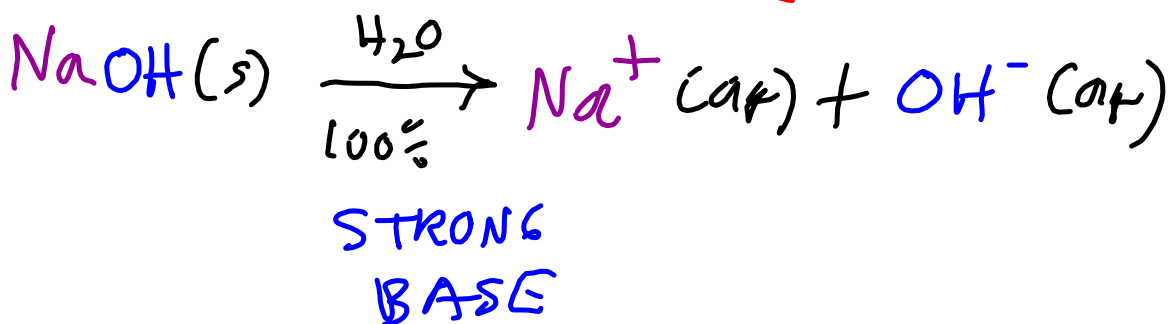 H₂O
NaOH(s) → Na⁺ (aq) + OH⁻ (aq)
100%
STRONG
BASE